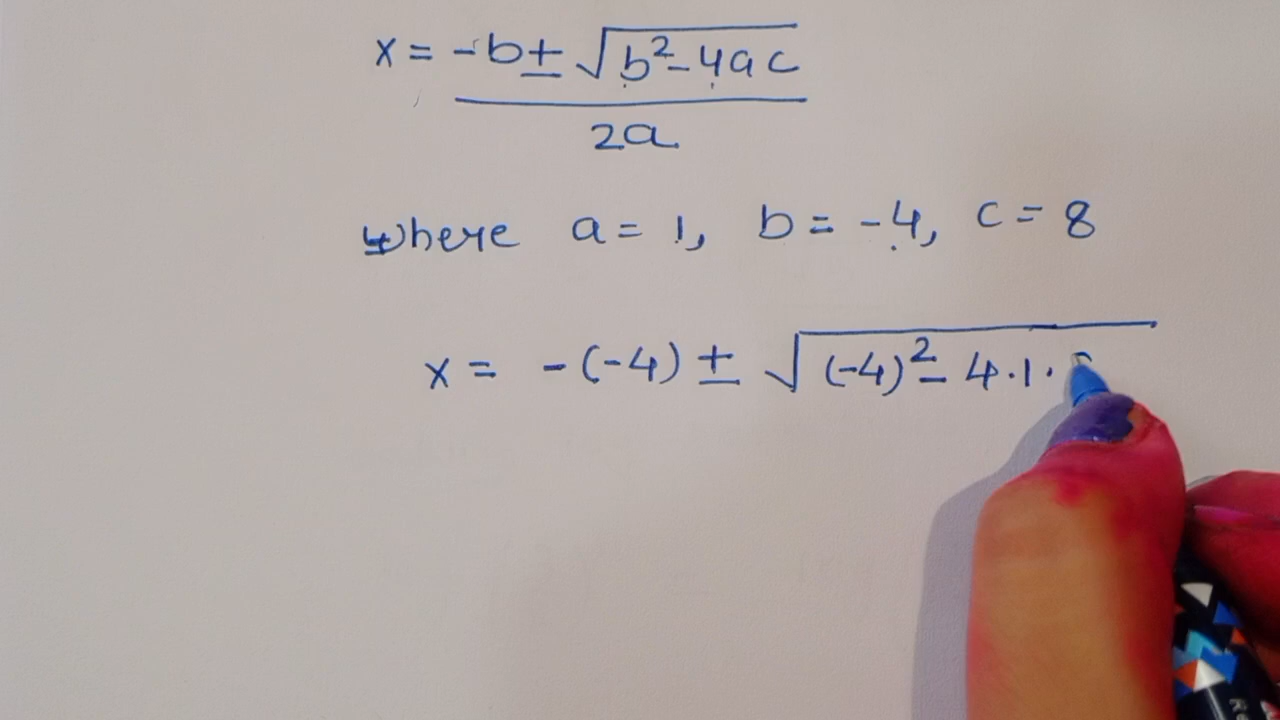 x = -b ± √b² - 4ac
2a
where a = 1, b = -4, c = 8
x = -(-4) ± √(-4)² - 4.1.